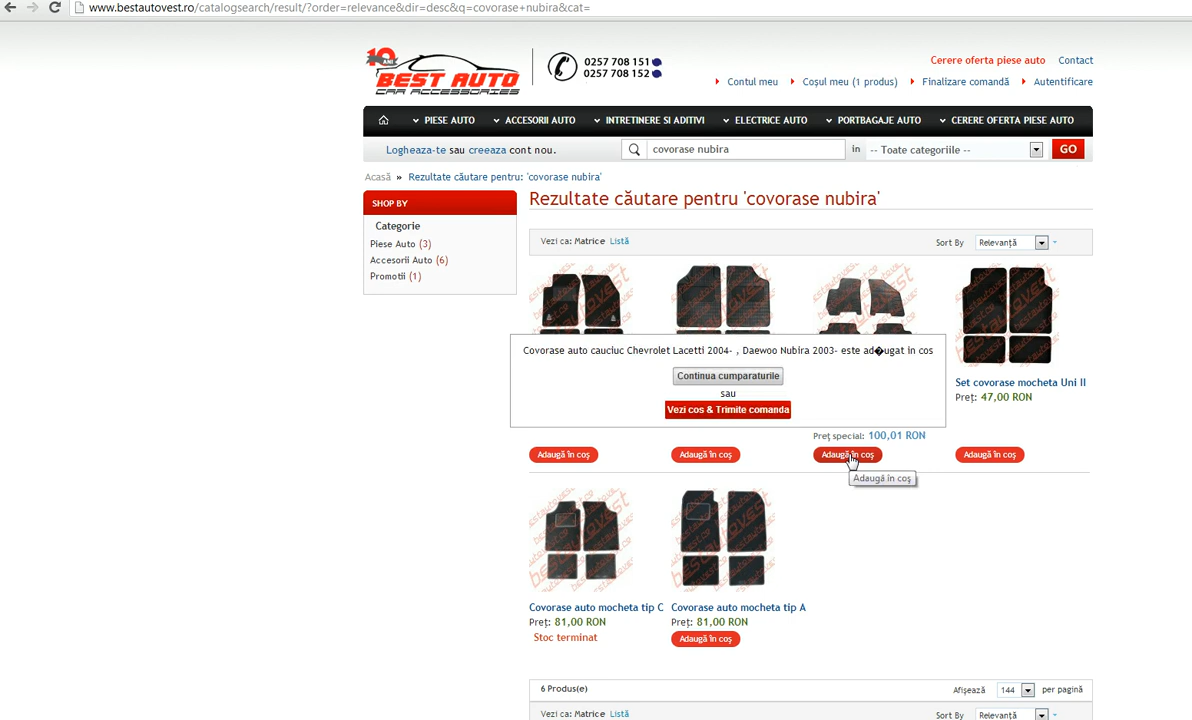 www.bestautovest.ro/catalogsearch/result/?order=relevance&dir=desc&q=covorase+nubira&cat=
10 ANI
BEST AUTO
CAR ACCESSORIES
0257 708 151
0257 708 152
Cerere oferta piese auto Contact
Contul meu Coșul meu (1 produs) Finalizare comandă Autentificare
PIESE AUTO ACCESORII AUTO INTRETINERE SI ADITIVI ELECTRICE AUTO PORTBAGAJE AUTO CERERE OFERTA PIESE AUTO
Logheaza-te sau creeaza cont nou. covorase nubira in -- Toate categoriile -- GO
Acasă » Rezultate căutare pentru: 'covorase nubira'
SHOP BY
Categorie
Piese Auto (3)
Accesorii Auto (6)
Promotii (1)
Rezultate căutare pentru 'covorase nubira'
Vezi ca: Matrice Listă Sort By Relevanță
Covorase auto cauciuc Chevrolet Lacetti 2004- , Daewoo Nubira 2003- este ad�ugat in cos
Continua cumparaturile
sau
Vezi cos & Trimite comanda
Set covorase mocheta Uni II
Preț: 47,00 RON
Preț special: 100,01 RON
Adaugă în coș Adaugă în coș Adaugă în coș Adaugă în coș
Adaugă în coș
Covorase auto mocheta tip C Covorase auto mocheta tip A
Preț: 81,00 RON Preț: 81,00 RON
Stoc terminat Adaugă în coș
6 Produs(e) Afișează 144 per pagină
Vezi ca: Matrice Listă Sort By Relevanță